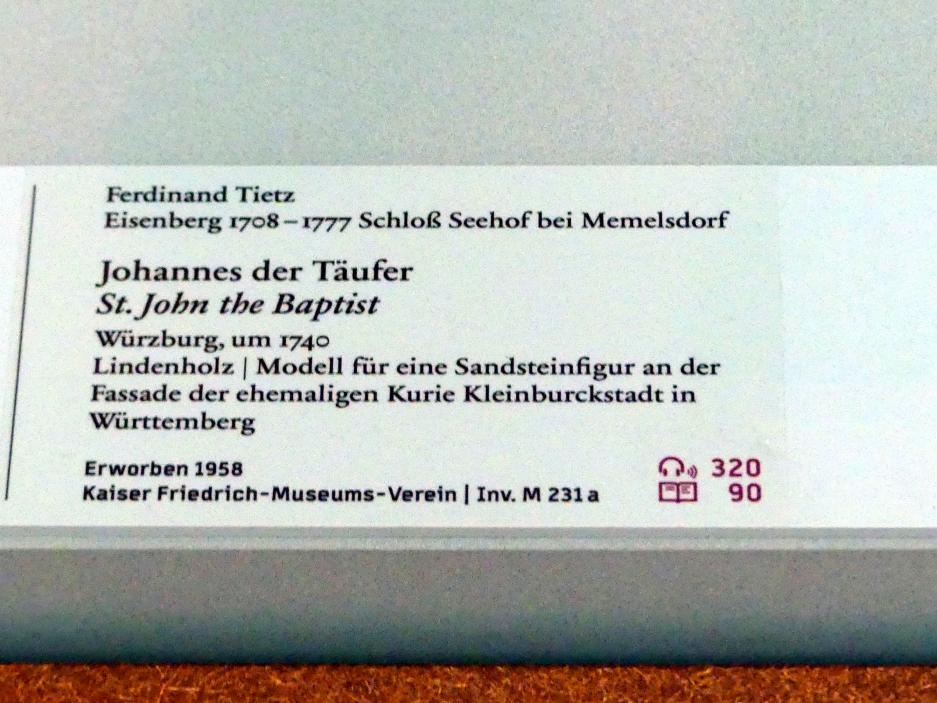 Ferdinand Tietz
Eisenberg 1708–1777 Schloß Seehof bei Memelsdorf
Johannes der Täufer
St. John the Baptist
Würzburg, um 1740
Lindenholz | Modell für eine Sandsteinfigur an der
Fassade der ehemaligen Kurie Kleinburckstadt in
Württemberg
Erworben 1958
Kaiser Friedrich-Museums-Verein | Inv. M 231 a
320
90